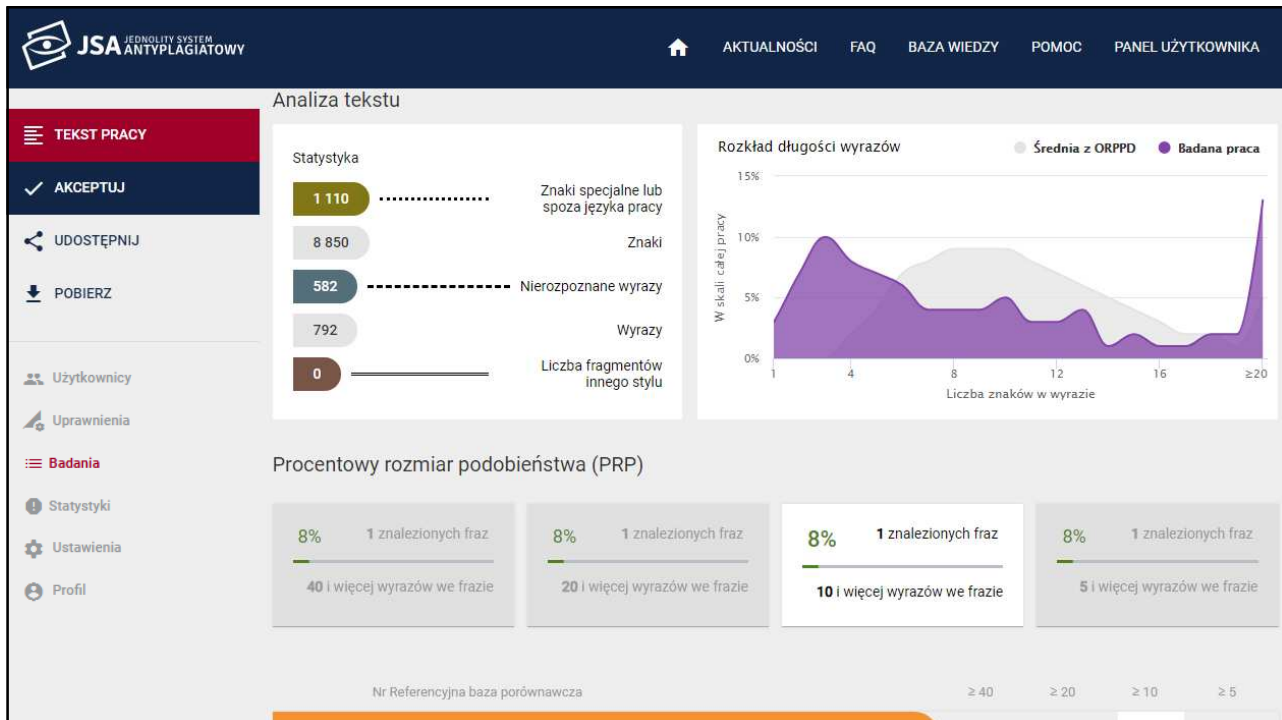 JSA JEDNOLITY SYSTEM
ANTYPLAGIATOWY
AKTUALNOŚCI FAQ BAZA WIEDZY POMOC PANEL UŻYTKOWNIKA
TEKST PRACY
AKCEPTUJ
UDOSTĘPNIJ
POBIERZ
Użytkownicy
Uprawnienia
Badania
Statystyki
Ustawienia
Profil
Analiza tekstu
Statystyka
1 110 Znaki specjalne lub
spoza języka pracy
8 850 Znaki
582 Nierozpoznane wyrazy
792 Wyrazy
0 Liczba fragmentów
innego stylu
Rozkład długości wyrazów
Średnia z ORPPD Badana praca
W skali całej pracy
15%
10%
5%
0%
1 4 8 12 16 ≥20
Liczba znaków w wyrazie
Procentowy rozmiar podobieństwa (PRP)
8% 1 znalezionych fraz
40 i więcej wyrazów we frazie
8% 1 znalezionych fraz
20 i więcej wyrazów we frazie
8% 1 znalezionych fraz
10 i więcej wyrazów we frazie
8% 1 znalezionych fraz
5 i więcej wyrazów we frazie
Nr Referencyjna baza porównawcza ≥ 40 ≥ 20 ≥ 10 ≥ 5